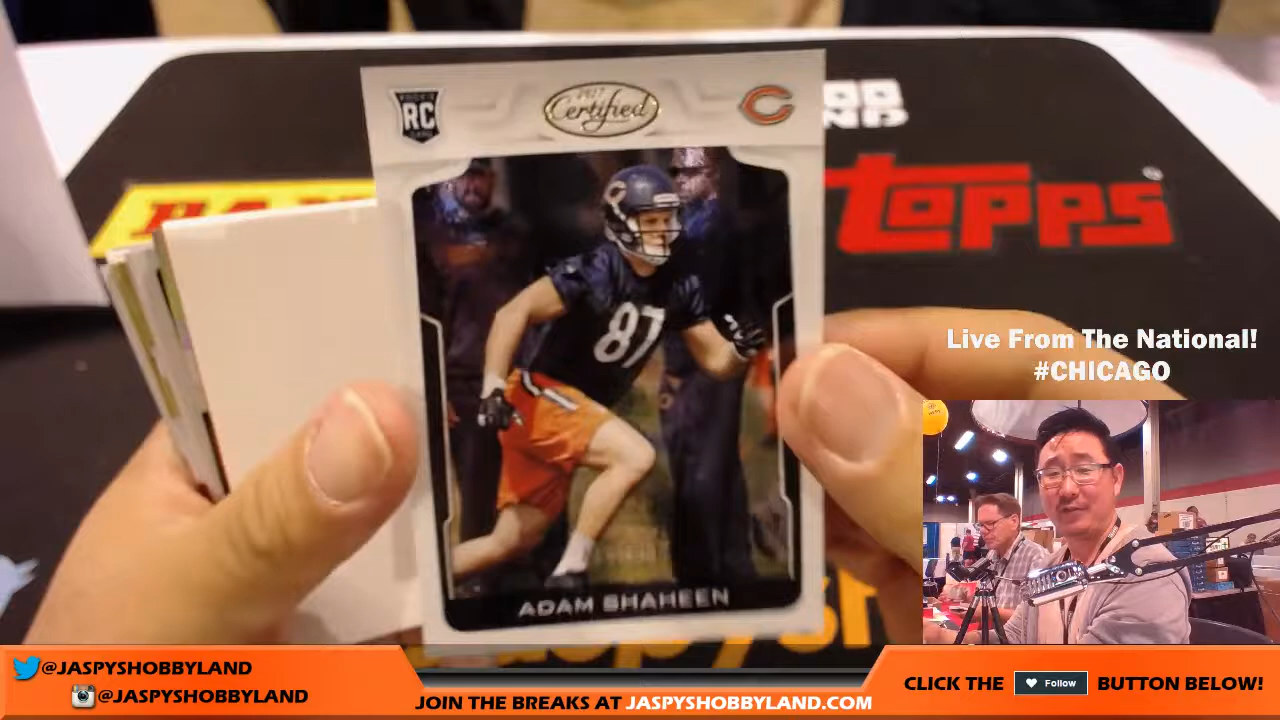 RC
2017
Certified
C
87
ADAM SHAHEEN
TOPPS
®
Live From The National!
#CHICAGO
@JASPYSHOBBYLAND
@JASPYSHOBBYLAND
JOIN THE BREAKS AT JASPYSHOBBYLAND.COM
CLICK THE Follow BUTTON BELOW!